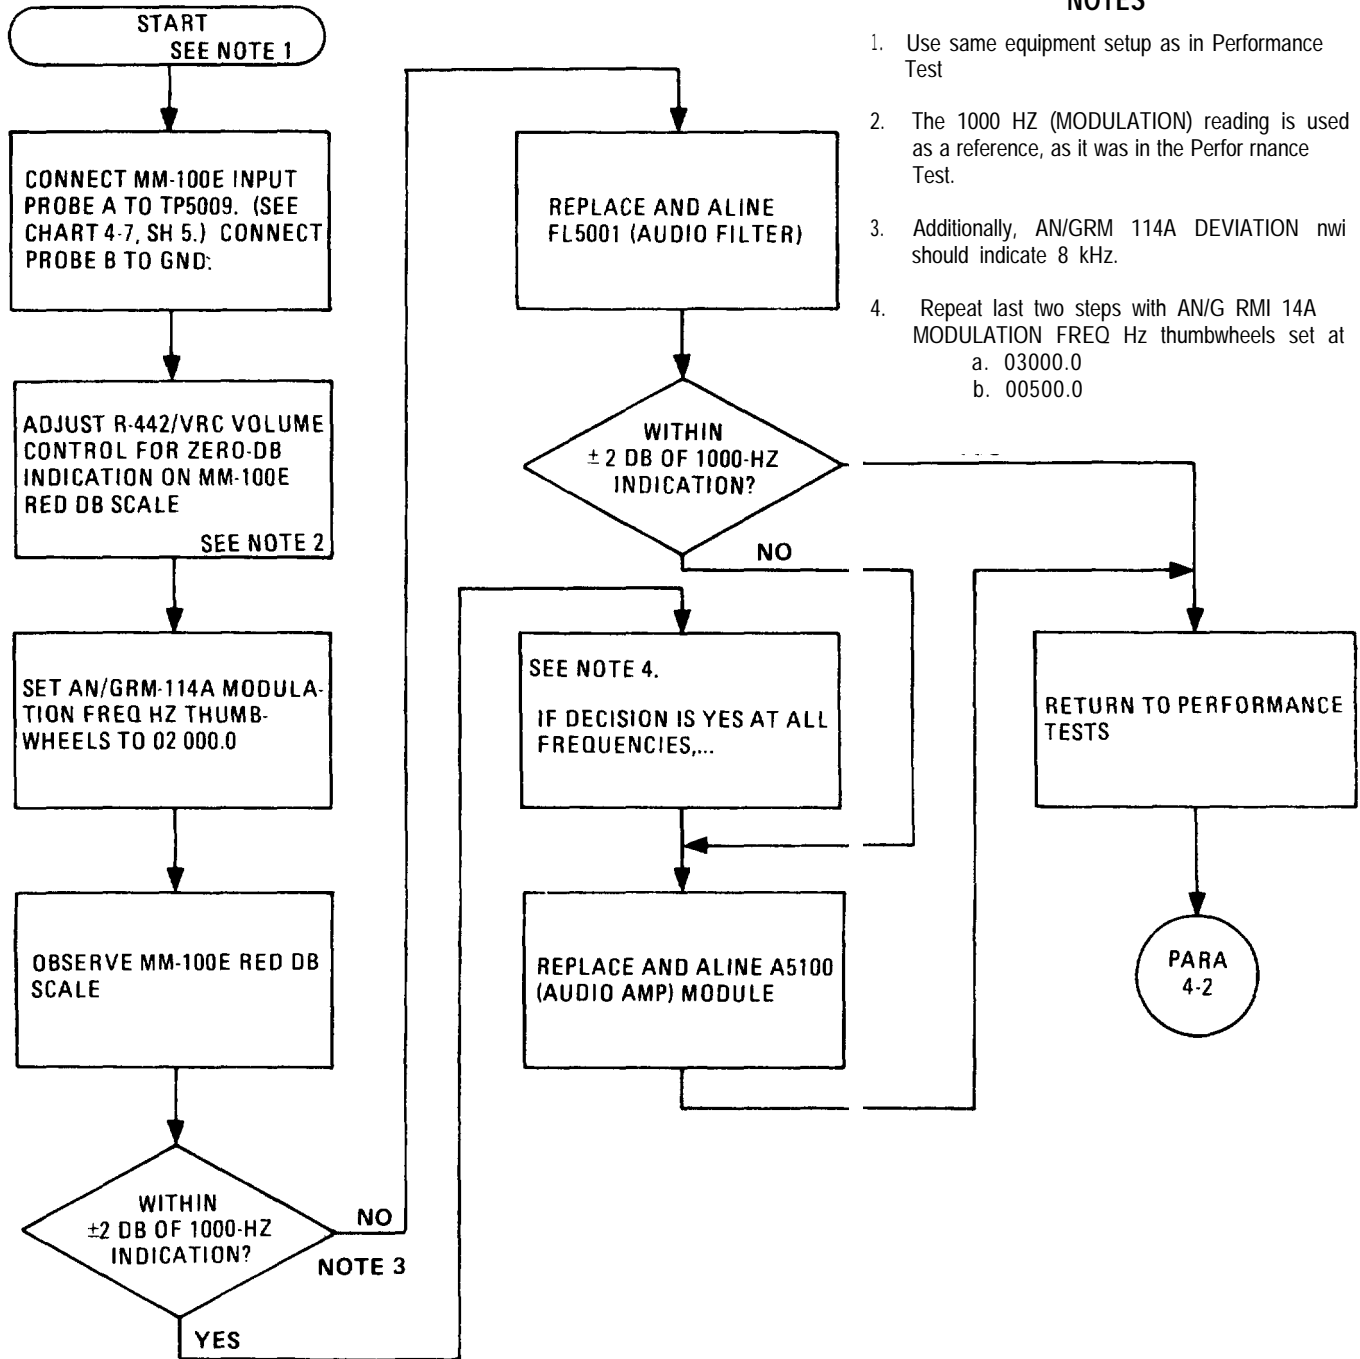 START
SEE NOTE 1
CONNECT MM-100E INPUT
PROBE A TO TP5009. (SEE
CHART 4-7, SH 5.) CONNECT
PROBE B TO GND.
ADJUST R-442/VRC VOLUME
CONTROL FOR ZERO-DB
INDICATION ON MM-100E
RED DB SCALE
SEE NOTE 2
SET AN/GRM-114A MODULA-
TION FREQ HZ THUMB-
WHEELS TO 02 000.0
OBSERVE MM-100E RED DB
SCALE
WITHIN
±2 DB OF 1000-HZ
INDICATION?
NO
NOTE 3
YES
REPLACE AND ALINE
FL5001 (AUDIO FILTER)
WITHIN
± 2 DB OF 1000-HZ
INDICATION?
NO
SEE NOTE 4.
IF DECISION IS YES AT ALL
FREQUENCIES,...
REPLACE AND ALINE A5100
(AUDIO AMP) MODULE
NOTES
1. Use same equipment setup as in Performance
Test
2. The 1000 HZ (MODULATION) reading is used
as a reference, as it was in the Perfor rnance
Test.
3. Additionally, AN/GRM 114A DEVIATION nwi
should indicate 8 kHz.
4. Repeat last two steps with AN/G RMI 14A
MODULATION FREQ Hz thumbwheels set at
a. 03000.0
b. 00500.0
RETURN TO PERFORMANCE
TESTS
PARA
4-2